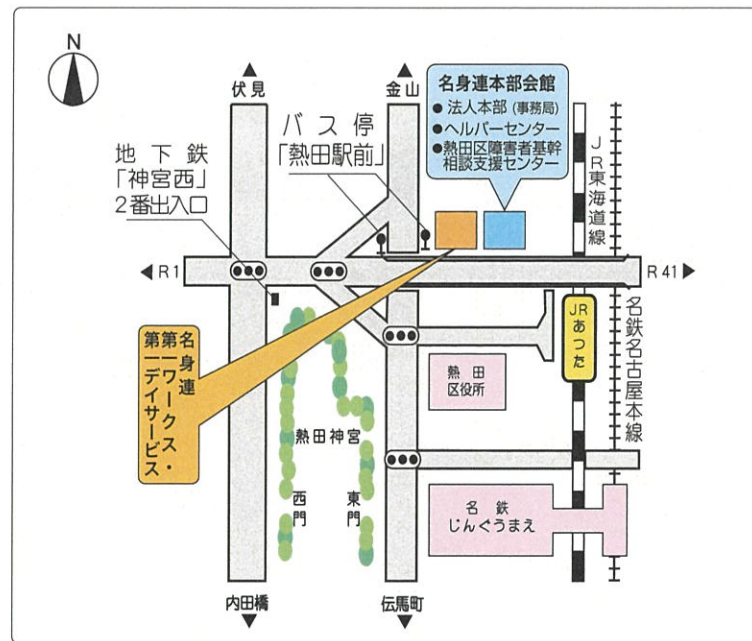 N
伏見
金山
名身連本部会館
●法人本部(事務局)
●ヘルパーセンター
●熱田区障害者基幹
相談支援センター
バス停
「熱田駅前」
地下鉄
「神宮西」
2番出入口
JR東海道線
R1
R41
JRあつた
名鉄名古屋本線
名身連
第一ワークス・
第一デイサービス
熱田
区役所
熱田神宮
西門
東門
名鉄
じんぐうまえ
内田橋
伝馬町